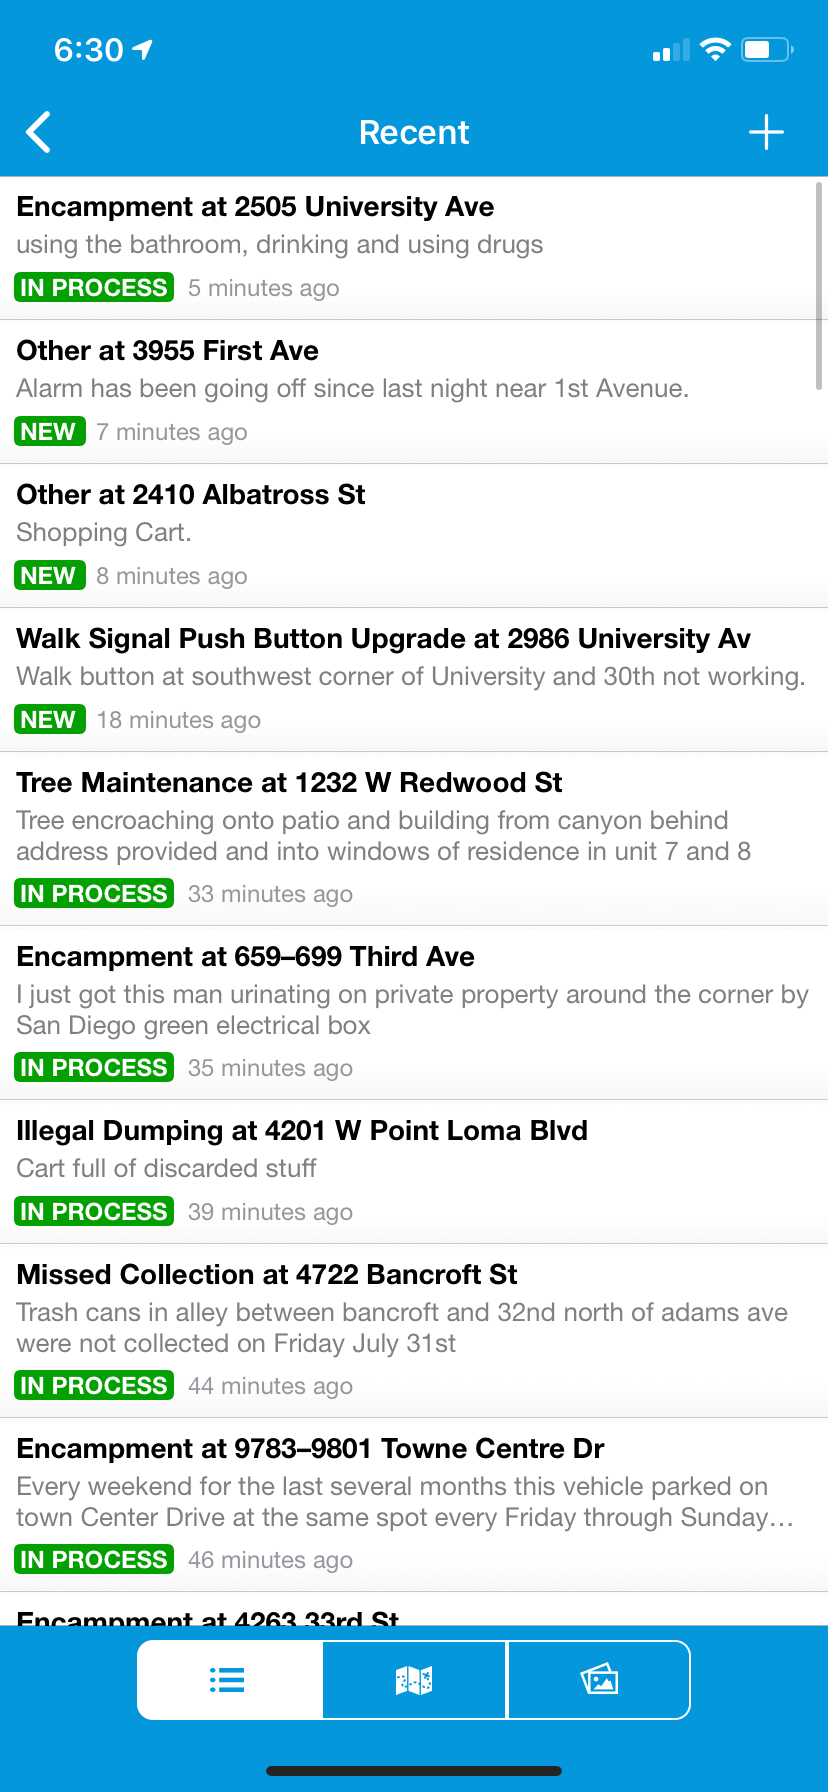 6:30
Recent
Encampment at 2505 University Ave
using the bathroom, drinking and using drugs
IN PROCESS 5 minutes ago
Other at 3955 First Ave
Alarm has been going off since last night near 1st Avenue.
NEW 7 minutes ago
Other at 2410 Albatross St
Shopping Cart.
NEW 8 minutes ago
Walk Signal Push Button Upgrade at 2986 University Av
Walk button at southwest corner of University and 30th not working.
NEW 18 minutes ago
Tree Maintenance at 1232 W Redwood St
Tree encroaching onto patio and building from canyon behind
address provided and into windows of residence in unit 7 and 8
IN PROCESS 33 minutes ago
Encampment at 659–699 Third Ave
I just got this man urinating on private property around the corner by
San Diego green electrical box
IN PROCESS 35 minutes ago
Illegal Dumping at 4201 W Point Loma Blvd
Cart full of discarded stuff
IN PROCESS 39 minutes ago
Missed Collection at 4722 Bancroft St
Trash cans in alley between bancroft and 32nd north of adams ave
were not collected on Friday July 31st
IN PROCESS 44 minutes ago
Encampment at 9783–9801 Towne Centre Dr
Every weekend for the last several months this vehicle parked on
town Center Drive at the same spot every Friday through Sunday…
IN PROCESS 46 minutes ago
Encampment at 4263 33rd St